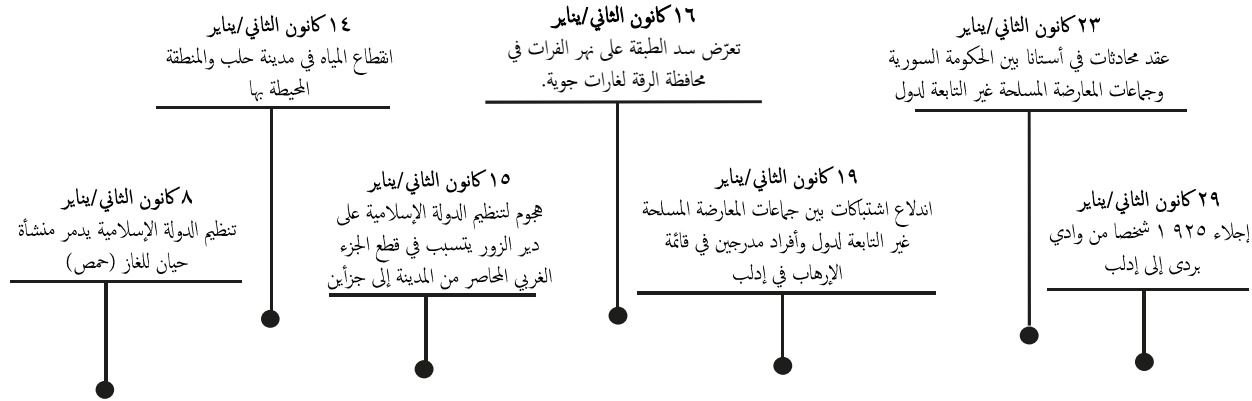 ١٤ كانون الثاني/يناير
انقطاع المياه في مدينة حلب والمنطقة
المحيطة بها
١٦ كانون الثاني/يناير
تعرّض سد الطبقة على نهر الفرات في
محافظة الرقة لغارات جوية.
٢٣ كانون الثاني/يناير
عقد محادثات في أستانا بين الحكومة السورية
وجماعات المعارضة المسلحة غير التابعة لدول
٨ كانون الثاني/يناير
تنظيم الدولة الإسلامية يدمر منشأة
حيان للغاز (حمص)
١٥ كانون الثاني/يناير
هجوم لتنظيم الدولة الإسلامية على
دير الزور يتسبب في قطع الجزء
الغربي المحاصر من المدينة إلى جزأين
١٩ كانون الثاني/يناير
اندلاع اشتباكات بين جماعات المعارضة المسلحة
غير التابعة لدول وأفراد مدرجين في قائمة
الإرهاب في إدلب
٢٩ كانون الثاني/يناير
إجلاء ٩٢٥ ١ شخصا من وادي
بردى إلى إدلب